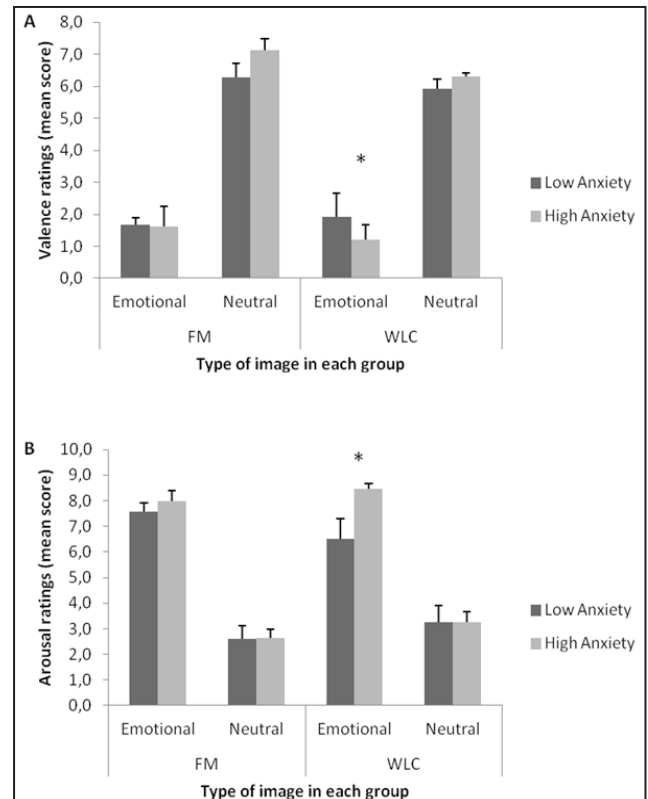 A
8,0
7,0
6,0
5,0
4,0
3,0
2,0
1,0
0,0
Valence ratings (mean score)
*
Low Anxiety
High Anxiety
Emotional Neutral Emotional Neutral
FM WLC
Type of image in each group
B
10,0
9,0
8,0
7,0
6,0
5,0
4,0
3,0
2,0
1,0
0,0
Arousal ratings (mean score)
*
Low Anxiety
High Anxiety
Emotional Neutral Emotional Neutral
FM WLC
Type of image in each group